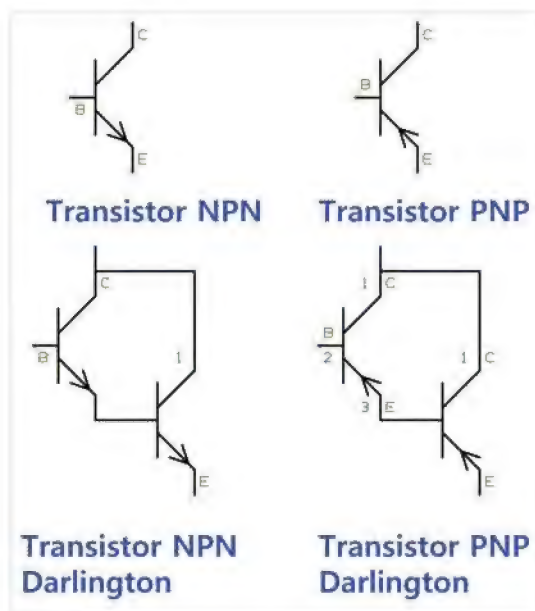 C
C
B
B
E
E
Transistor NPN
Transistor PNP
C
1 C
B
B
2
1
1 C
3 E
E
E
Transistor NPN
Darlington
Transistor PNP
Darlington